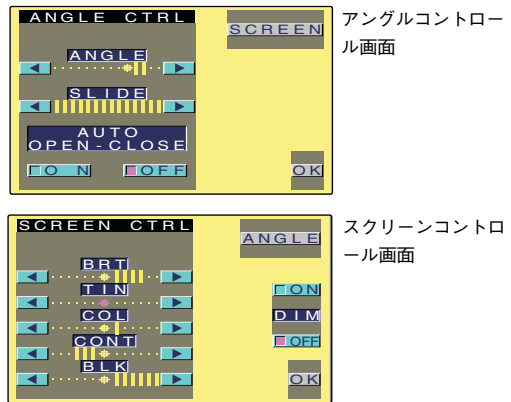 ANGLE CTRL
SCREEN
アングルコントロー
ル画面
ANGLE
SLIDE
AUTO
OPEN-CLOSE
ON
OFF
OK
SCREEN CTRL
ANGLE
スクリーンコントロ
ール画面
BRT
TIN
COL
CONT
BLK
ON
DIM
OFF
OK